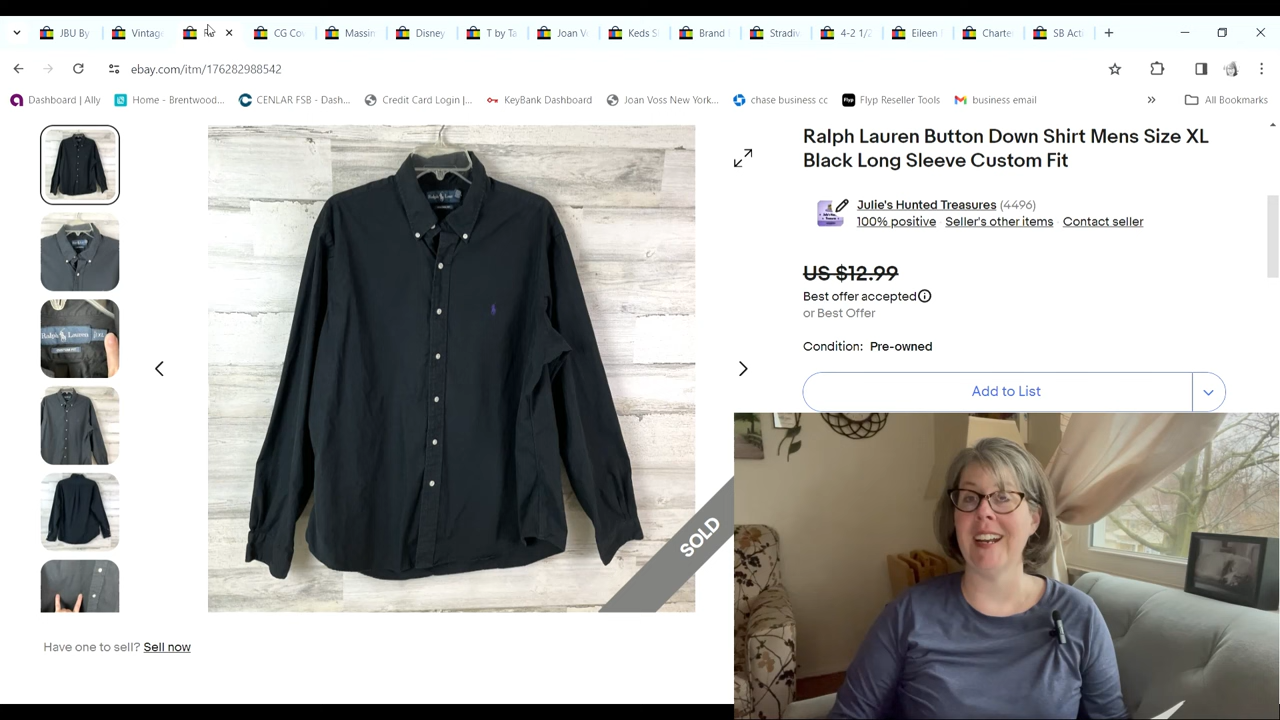 JBU By
Vintag
CG Co
Massin
Disney
T by Ta
Joan V
Keds S
Brand
Stradiv
4-2 1/2
Eileen
Charte
SB Acti
ebay.com/itm/176282988542
Dashboard | Ally
Home - Brentwood...
CENLAR FSB - Dash...
Credit Card Login |...
KeyBank Dashboard
Joan Voss New York...
chase business cc
Flyp
Flyp Reseller Tools
business email
»
All Bookmarks
Ralph Lauren Button Down Shirt Mens Size XL
Black Long Sleeve Custom Fit
Julie's Hunted Treasures (4496)
100% positive Seller's other items Contact seller
US $12.99
Best offer accepted
or Best Offer
Condition: Pre-owned
Add to List
Ralph Lauren
SOLD
Have one to sell? Sell now